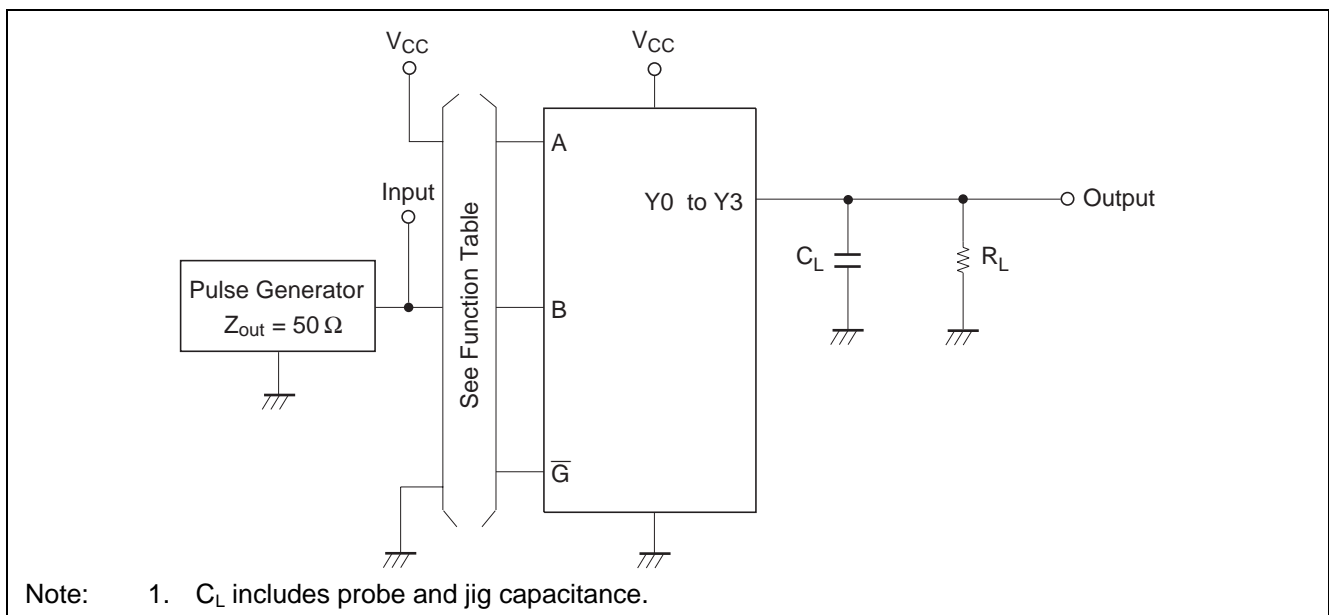 VCC
VCC
A
Input
Y0 to Y3
Output
CL
RL
Pulse Generator
Zout = 50 Ω
See Function Table
B
G̅
Note: 1. CL includes probe and jig capacitance.